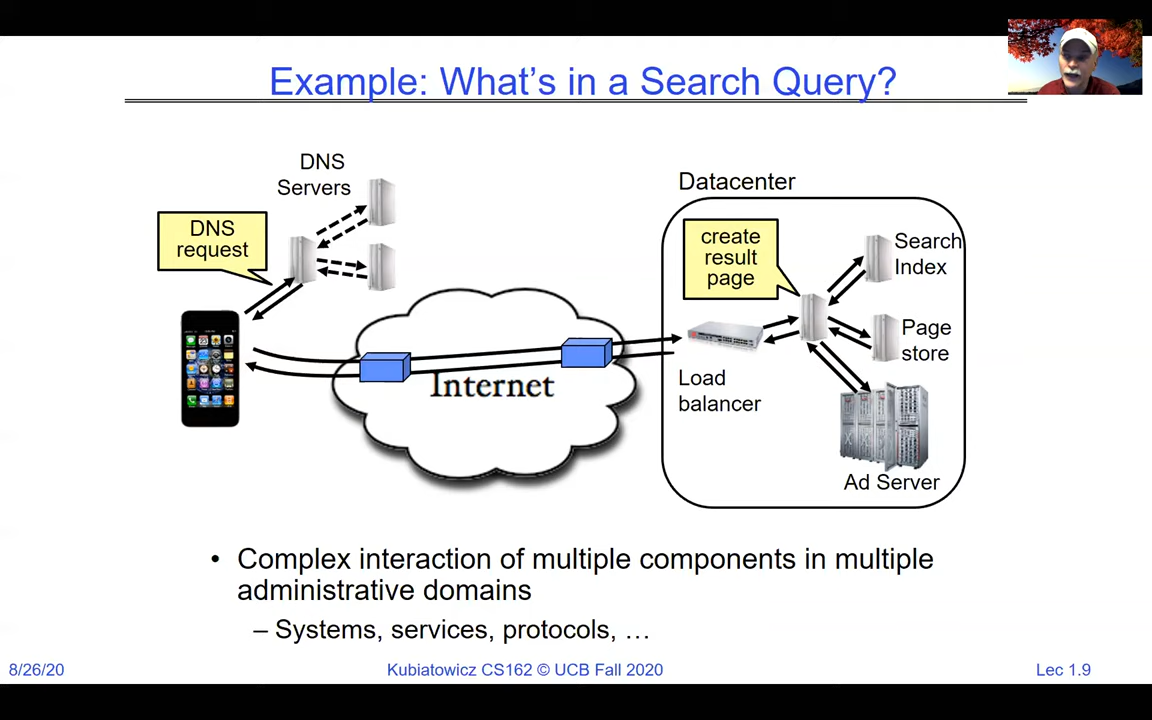 Example: What's in a Search Query?
DNS
Servers
DNS
request
Datacenter
create
result
page
Search
Index
Page
store
Internet
Load
balancer
Ad Server
• Complex interaction of multiple components in multiple
administrative domains
– Systems, services, protocols, …
8/26/20
Kubiatowicz CS162 © UCB Fall 2020
Lec 1.9